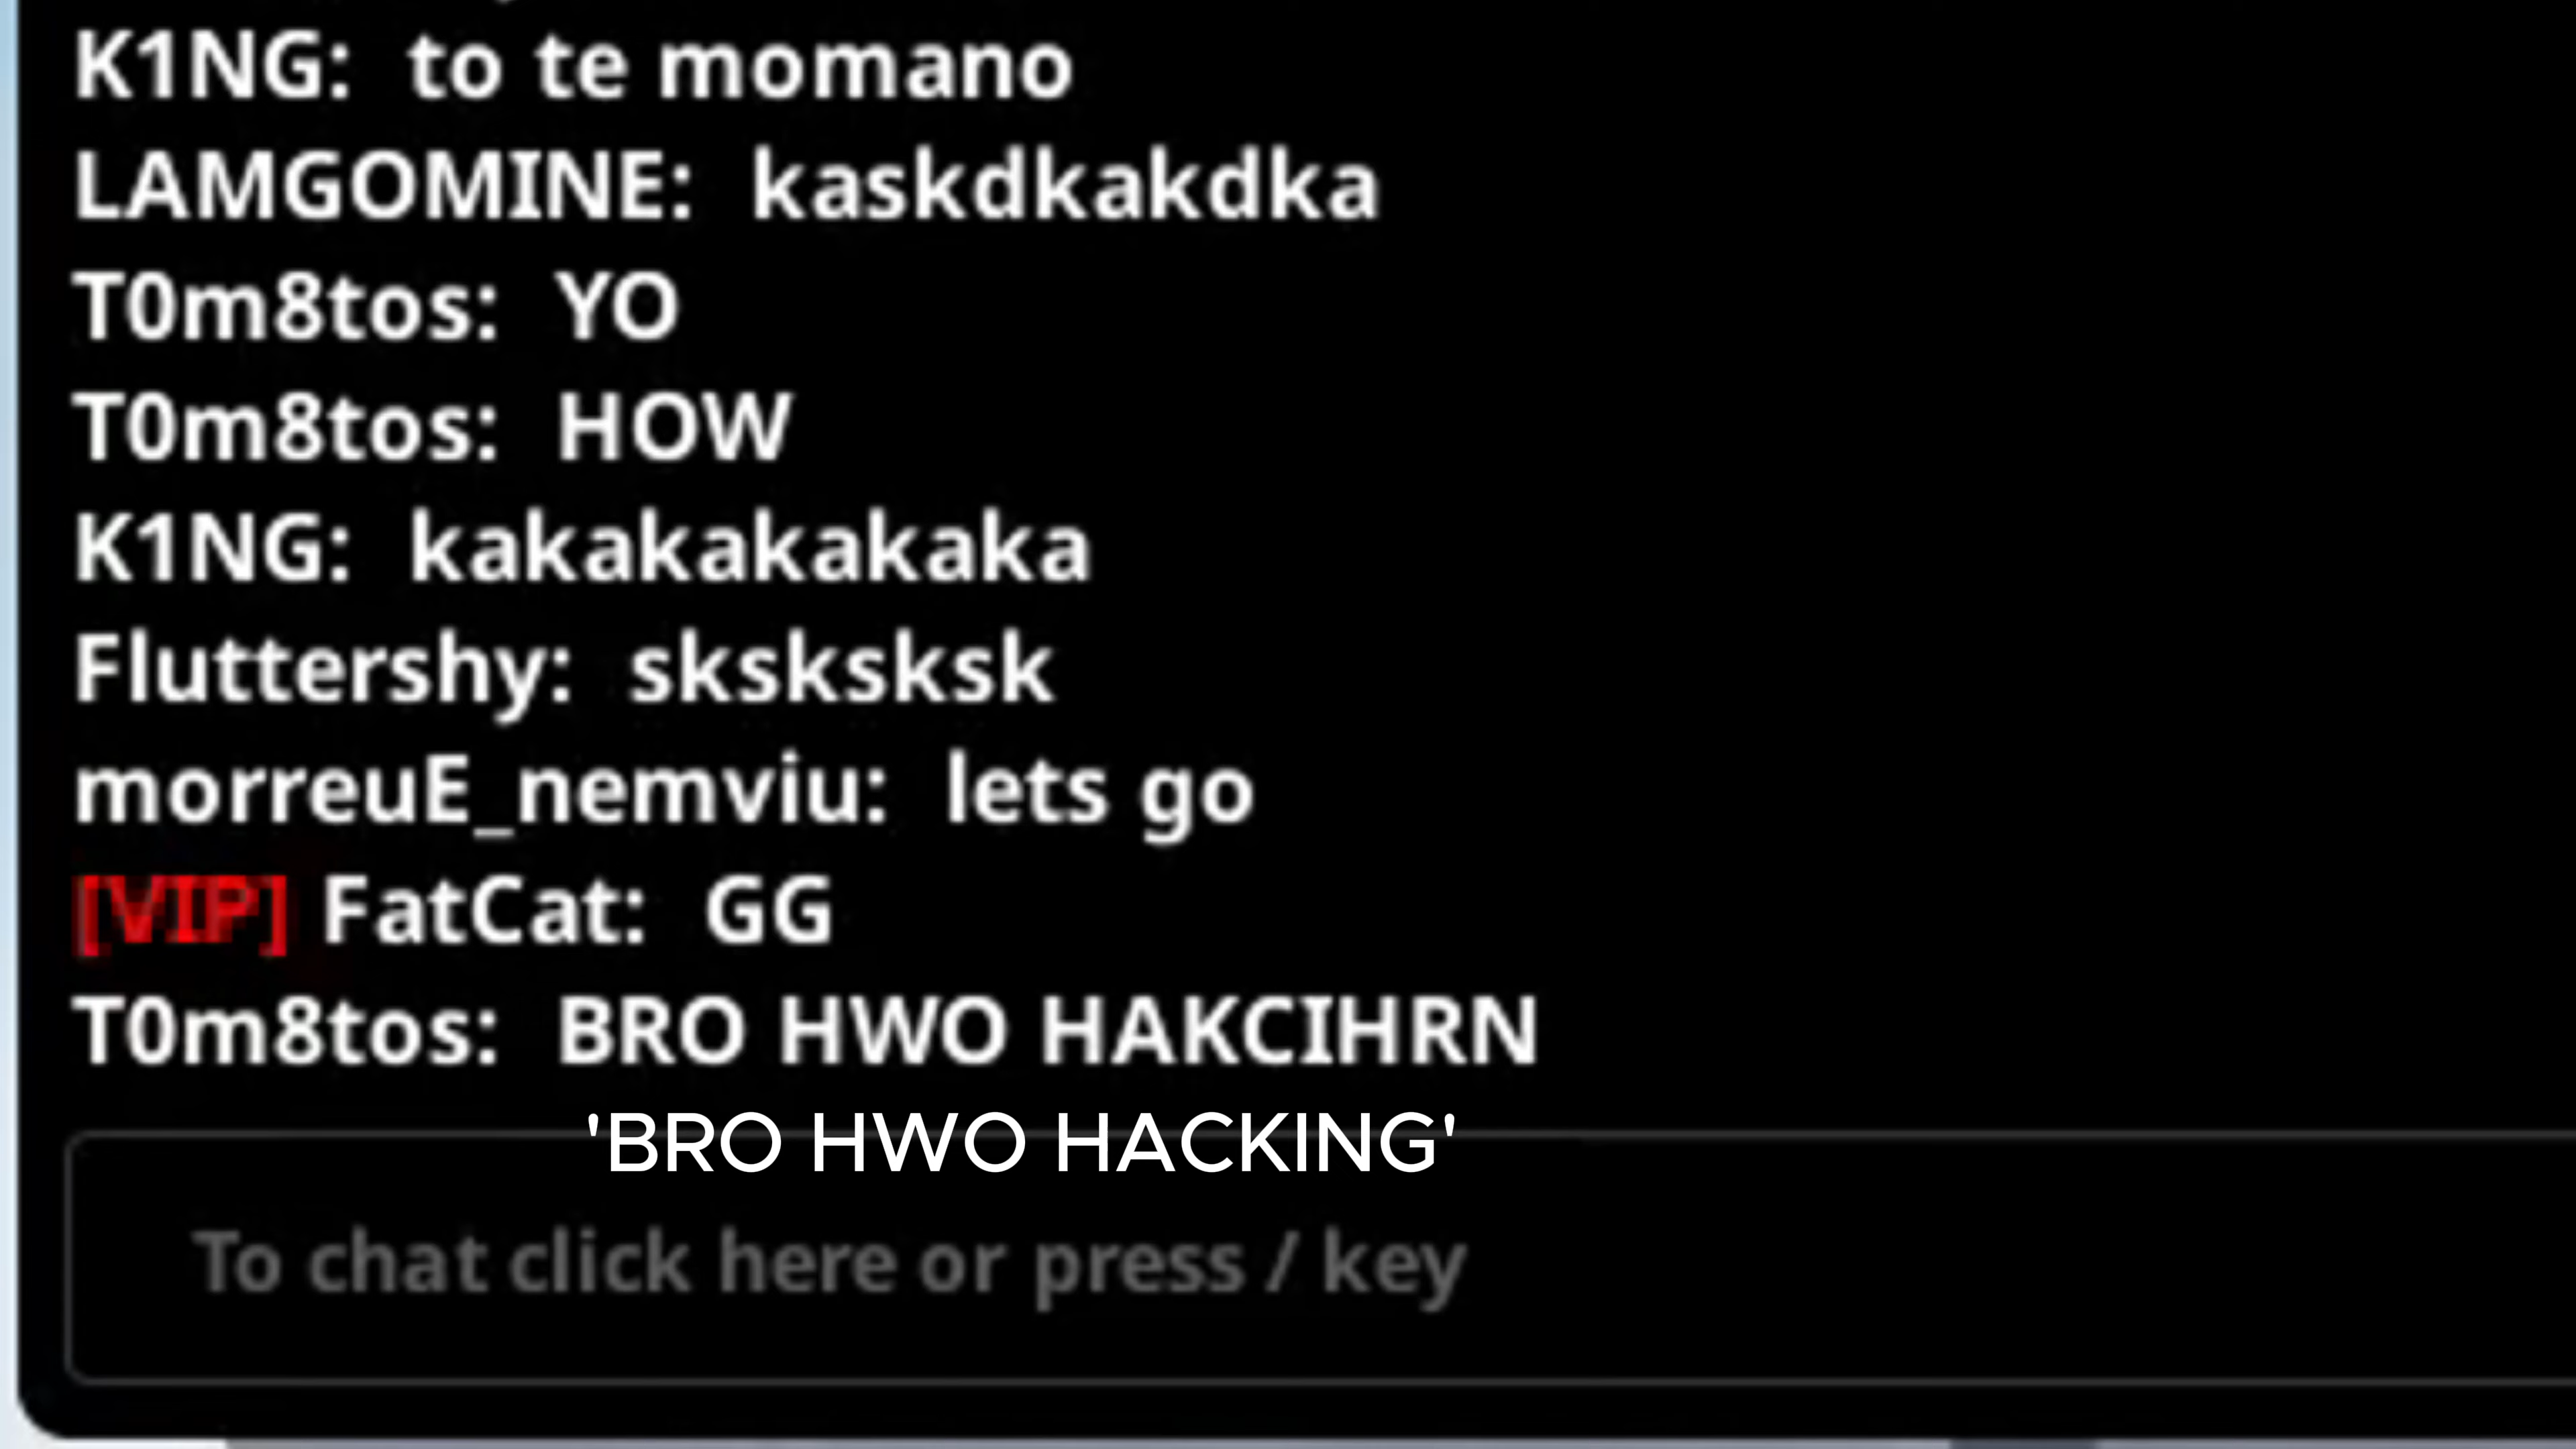 K1NG: to te momano
LAMGOMINE: kaskdkakdka
T0m8tos: YO
T0m8tos: HOW
K1NG: kakakakakaka
Fluttershy: sksksksk
morreuE_nemviu: lets go
[VIP] FatCat: GG
T0m8tos: BRO HWO HAKCIHRN
'BRO HWO HACKING'
To chat click here or press / key